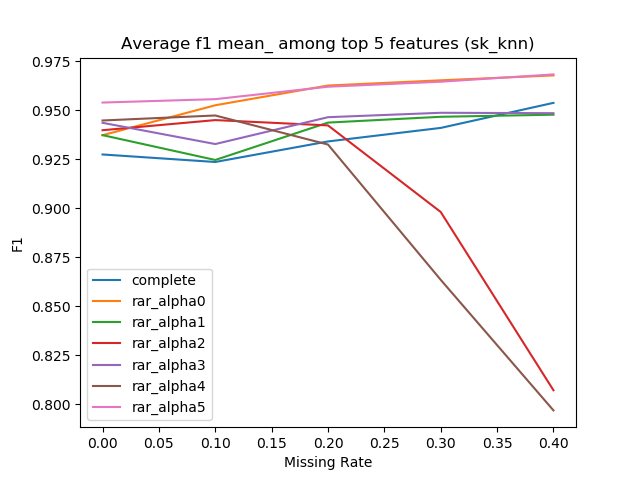 Average f1 mean_ among top 5 features (sk_knn)
0.975
0.950
0.925
0.900
0.875
0.850
0.825
0.800
F1
complete
rar_alpha0
rar_alpha1
rar_alpha2
rar_alpha3
rar_alpha4
rar_alpha5
0.00 0.05 0.10 0.15 0.20 0.25 0.30 0.35 0.40
Missing Rate